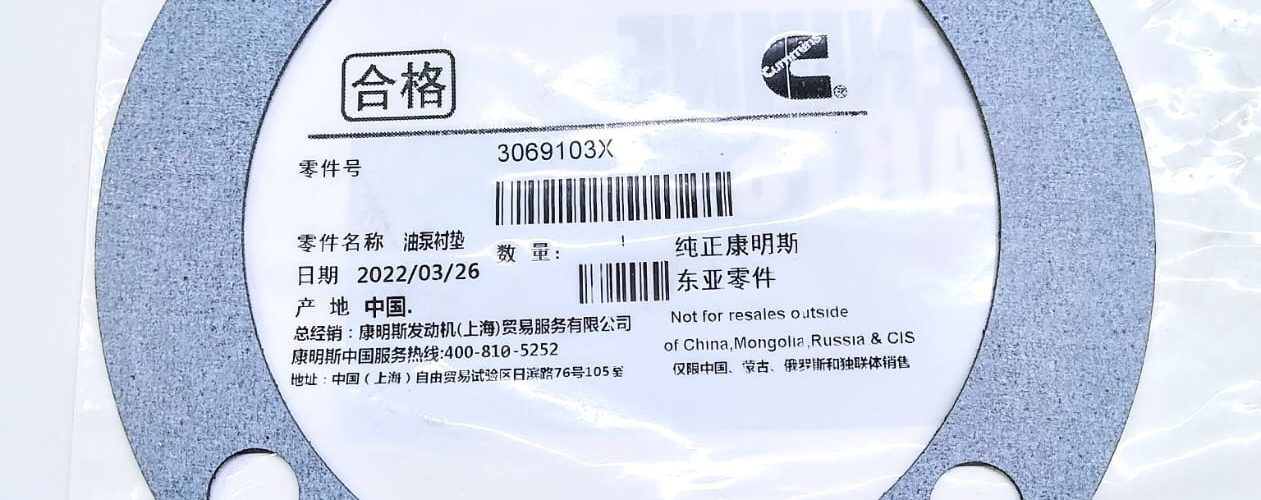 合格
Cummins
零件号 3069103X
零件名称 油泵衬垫
数 量: 1
日期 2022/03/26
产 地 中国.
总经销：康明斯发动机(上海)贸易服务有限公司
康明斯中国服务热线:400-810-5252
地址：中国（上海）自由贸易试验区日滨路76号105室
纯正康明斯
东亚零件
Not for resales outside
of China,Mongolia,Russia & CIS
仅限中国、蒙古、俄罗斯和独联体销售